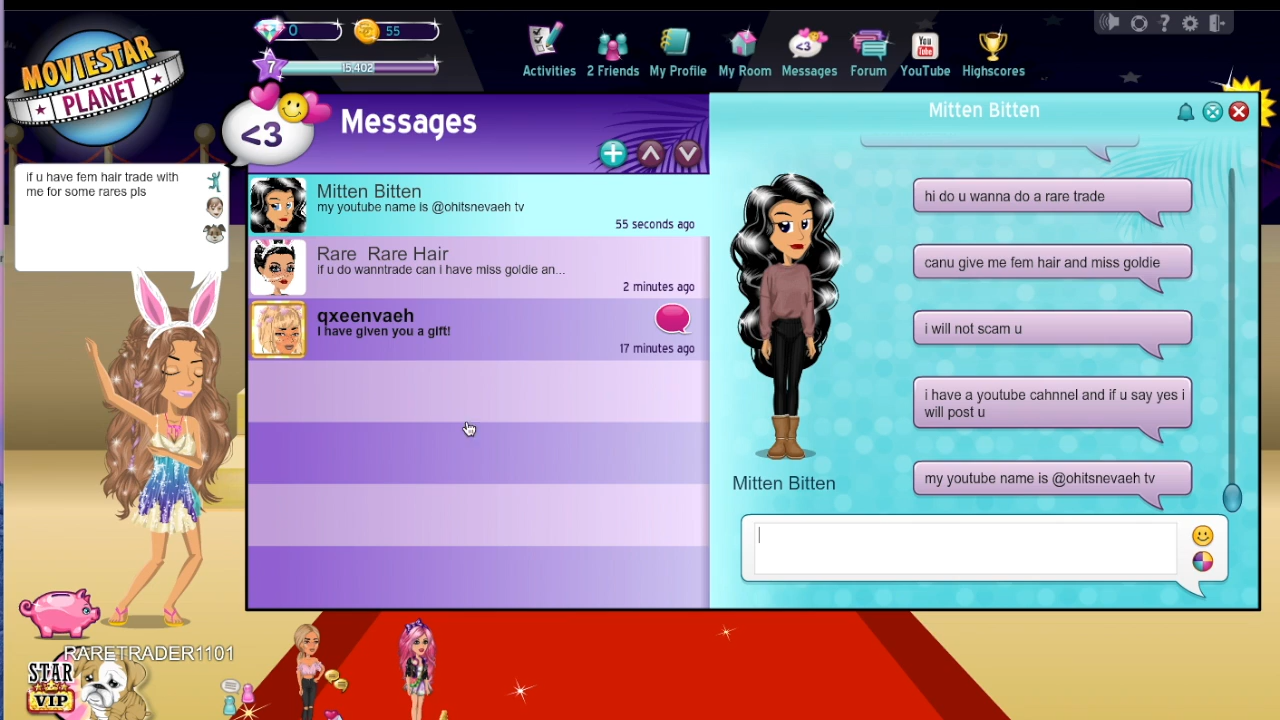 MOVIESTAR
PLANET
0
55
7
15,402
Activities
2 Friends
My Profile
My Room
Messages
Forum
YouTube
Highscores
<3
You
Tube
?
<3
Messages
if u have fem hair trade with
me for some rares pls
Mitten Bitten
my youtube name is @ohitsnevaeh tv
55 seconds ago
Rare Rare Hair
if u do wanntrade can i have miss goldie an...
2 minutes ago
qxeenvaeh
I have given you a gift!
17 minutes ago
Mitten Bitten
hi do u wanna do a rare trade
canu give me fem hair and miss goldie
i will not scam u
i have a youtube cahnnel and if u say yes i
will post u
my youtube name is @ohitsnevaeh tv
Mitten Bitten
RARETRADER1101
STAR
VIP